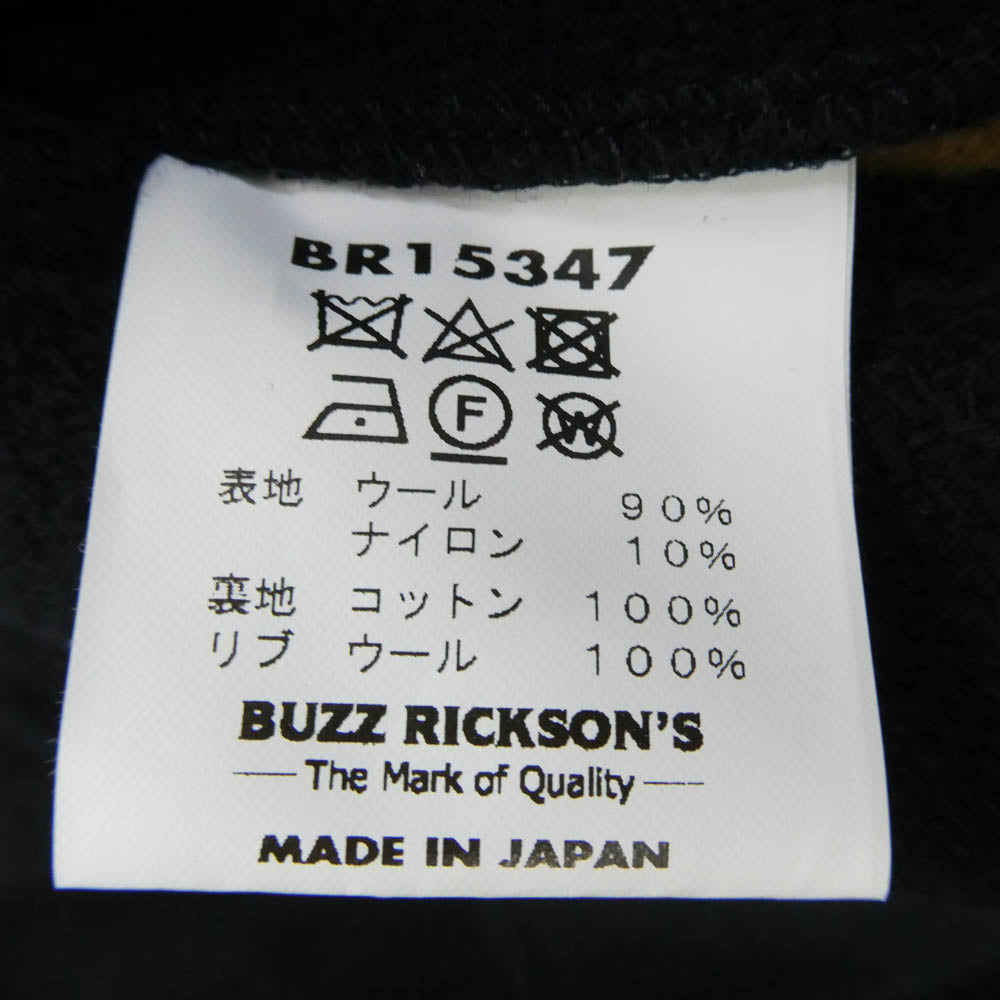 BR15347
F W
表地 ウール 90%
ナイロン 10%
裏地 コットン 100%
リブ ウール 100%
BUZZ RICKSON'S
The Mark of Quality
MADE IN JAPAN